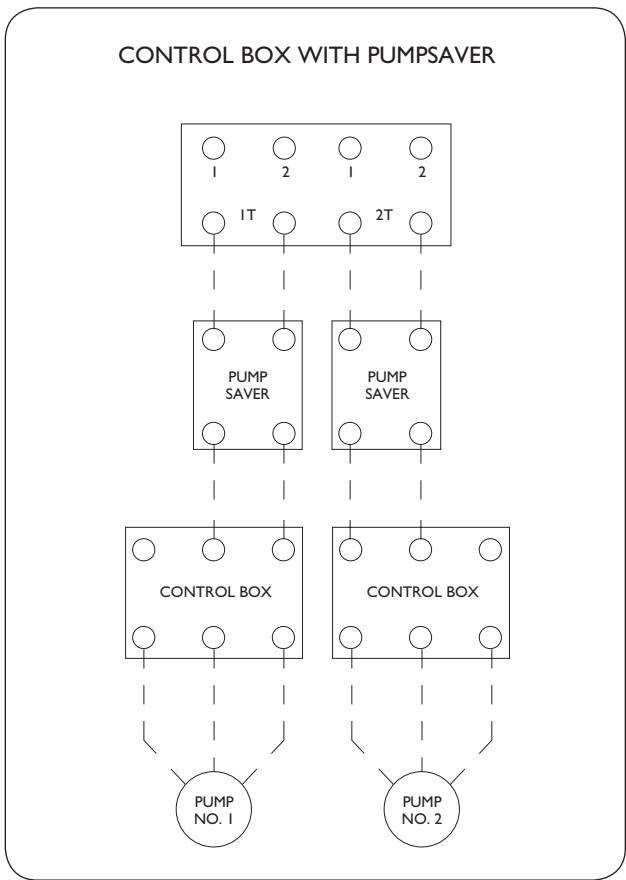 CONTROL BOX WITH PUMPSAVER
1 2 1 2
1T 2T
PUMP
SAVER
PUMP
SAVER
CONTROL BOX
CONTROL BOX
PUMP
NO. 1
PUMP
NO. 2